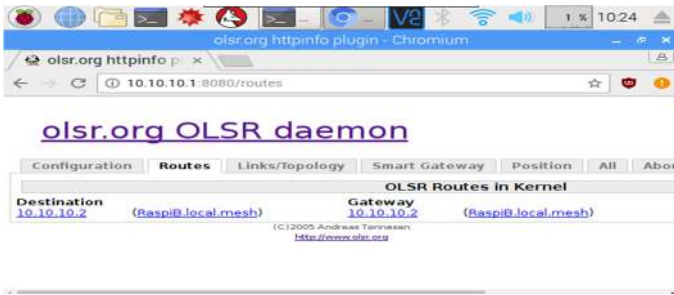 1 % 10:24
olsr.org httpinfo plugin - Chromium
olsr.org httpinfo p
10.10.10.1:8080/routes
olsr.org OLSR daemon
Configuration Routes Links/Topology Smart Gateway Position All Abou
OLSR Routes in Kernel
Destination Gateway
10.10.10.2 (RaspiB.local.mesh) 10.10.10.2 (RaspiB.local.mesh)
(C)2005 Andreas Tønnesen
http://www.olsr.org